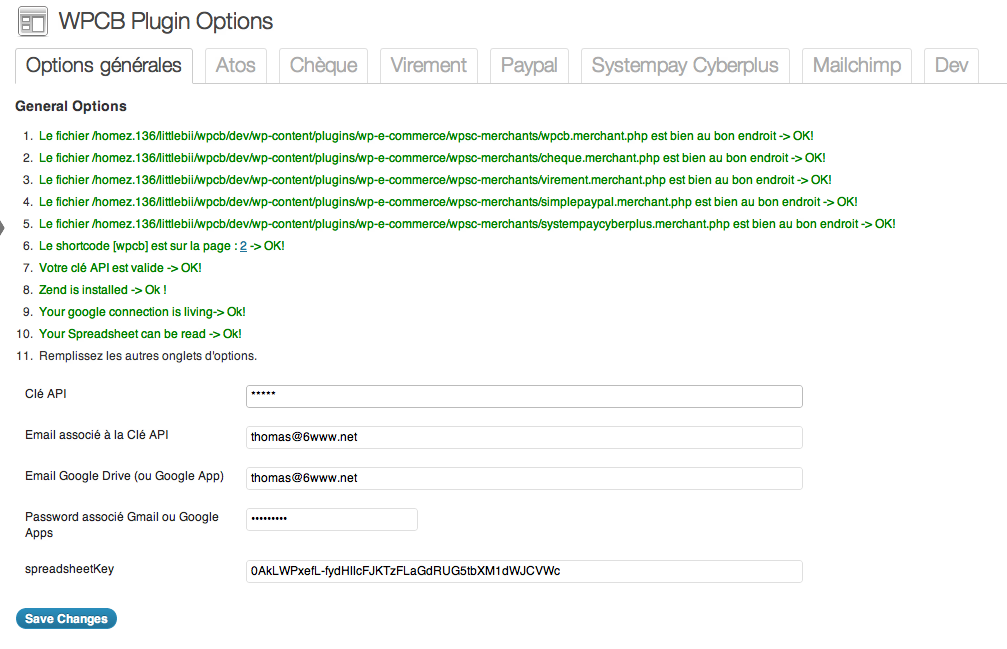 WPCB Plugin Options
Options générales Atos Chèque Virement Paypal Systempay Cyberplus Mailchimp Dev
General Options
1. Le fichier /homez.136/littlebii/wpcb/dev/wp-content/plugins/wp-e-commerce/wpsc-merchants/wpcb.merchant.php est bien au bon endroit -> OK!
2. Le fichier /homez.136/littlebii/wpcb/dev/wp-content/plugins/wp-e-commerce/wpsc-merchants/cheque.merchant.php est bien au bon endroit -> OK!
3. Le fichier /homez.136/littlebii/wpcb/dev/wp-content/plugins/wp-e-commerce/wpsc-merchants/virement.merchant.php est bien au bon endroit -> OK!
4. Le fichier /homez.136/littlebii/wpcb/dev/wp-content/plugins/wp-e-commerce/wpsc-merchants/simplepaypal.merchant.php est bien au bon endroit -> OK!
5. Le fichier /homez.136/littlebii/wpcb/dev/wp-content/plugins/wp-e-commerce/wpsc-merchants/systempaycyberplus.merchant.php est bien au bon endroit -> OK!
6. Le shortcode [wpcb] est sur la page : 2 -> OK!
7. Votre clé API est valide -> OK!
8. Zend is installed -> Ok !
9. Your google connection is living-> Ok!
10. Your Spreadsheet can be read -> Ok!
11. Remplissez les autres onglets d'options.
Clé API *****
Email associé à la Clé API thomas@6www.net
Email Google Drive (ou Google App) thomas@6www.net
Password associé Gmail ou Google •••••••••
Apps
spreadsheetKey 0AkLWPxefL-fydHllcFJKTzFLaGdRUG5tbXM1dWJCVWc
Save Changes